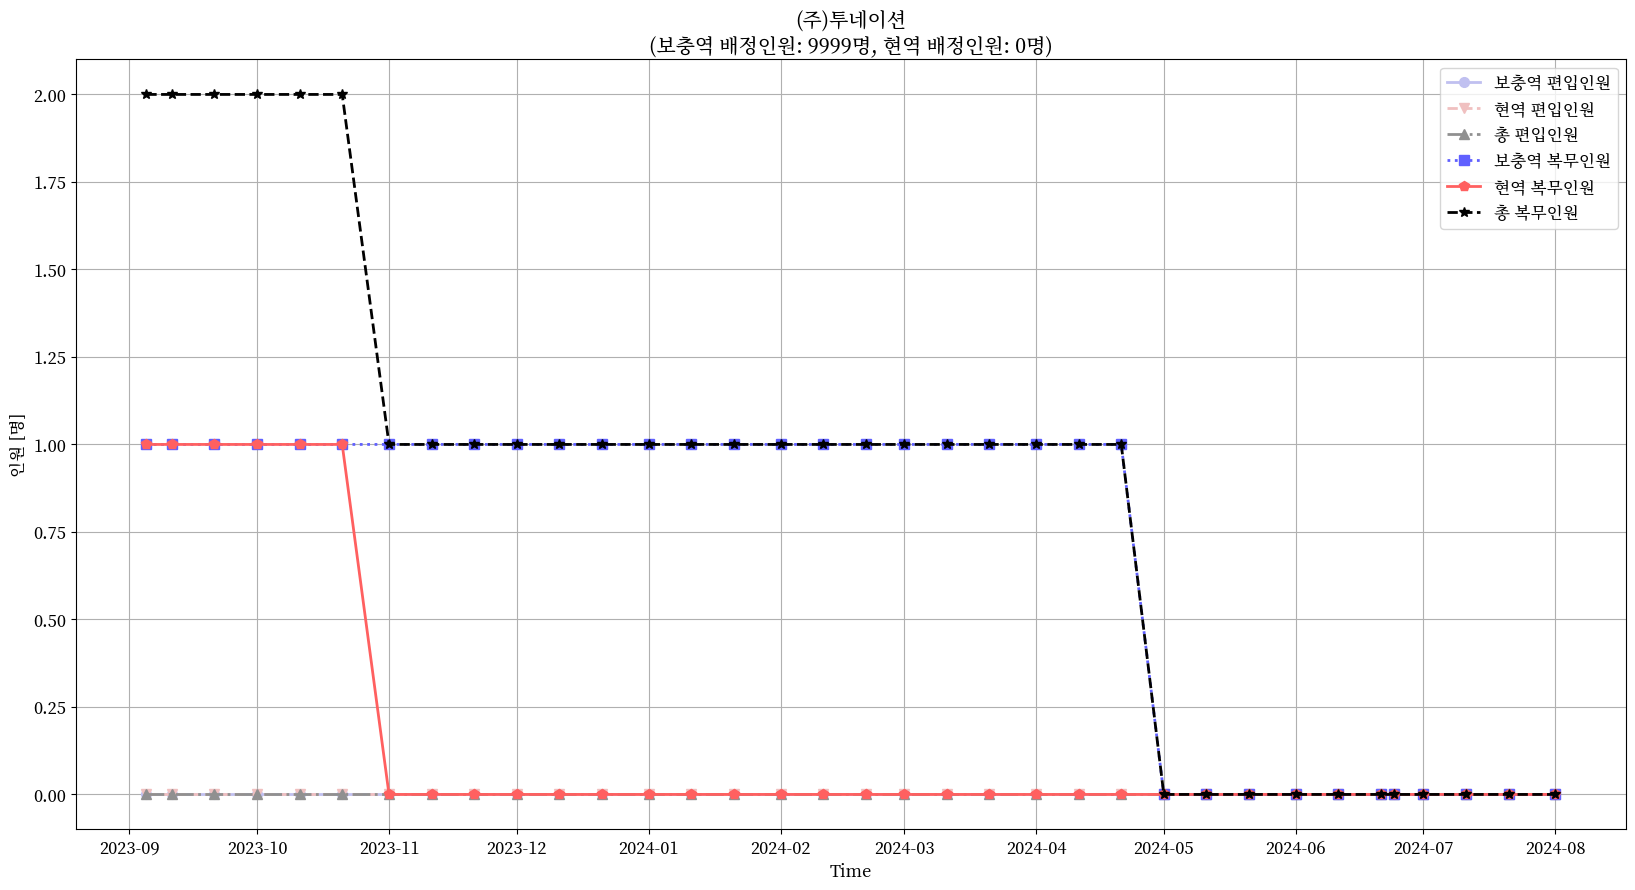 (주)투네이션
(보충역 배정인원: 9999명, 현역 배정인원: 0명)
보충역 편입인원
현역 편입인원
총 편입인원
보충역 복무인원
현역 복무인원
총 복무인원
인원 [명]
2.00
1.75
1.50
1.25
1.00
0.75
0.50
0.25
0.00
2023-09 2023-10 2023-11 2023-12 2024-01 2024-02 2024-03 2024-04 2024-05 2024-06 2024-07 2024-08
Time